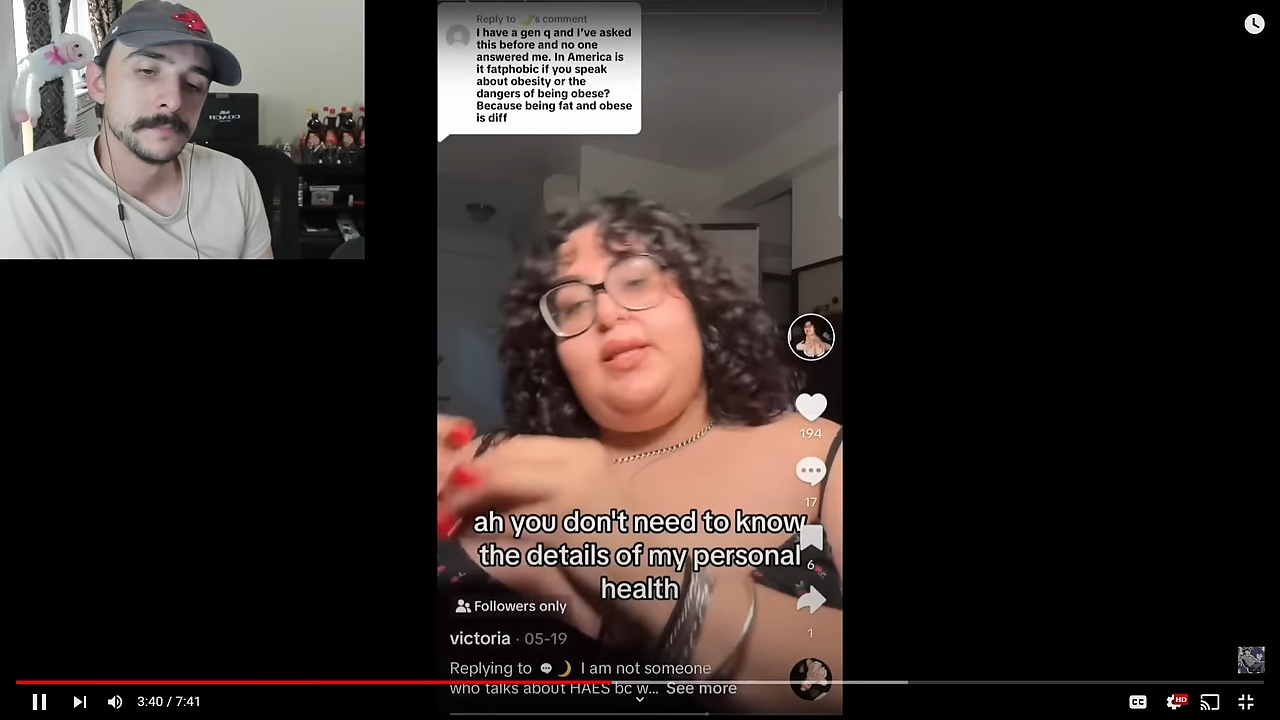 Reply to 🌙's comment
I have a gen q and I've asked
this before and no one
answered me. In America is
it fatphobic if you speak
about obesity or the
dangers of being obese?
Because being fat and obese
is diff
COACH
194
17
6
1
ah you don't need to know
the details of my personal
health
Followers only
victoria · 05-19
Replying to 💬 🌙 I am not someone
who talks about HAES bc w... See more
3:40 / 7:41
CC
HD